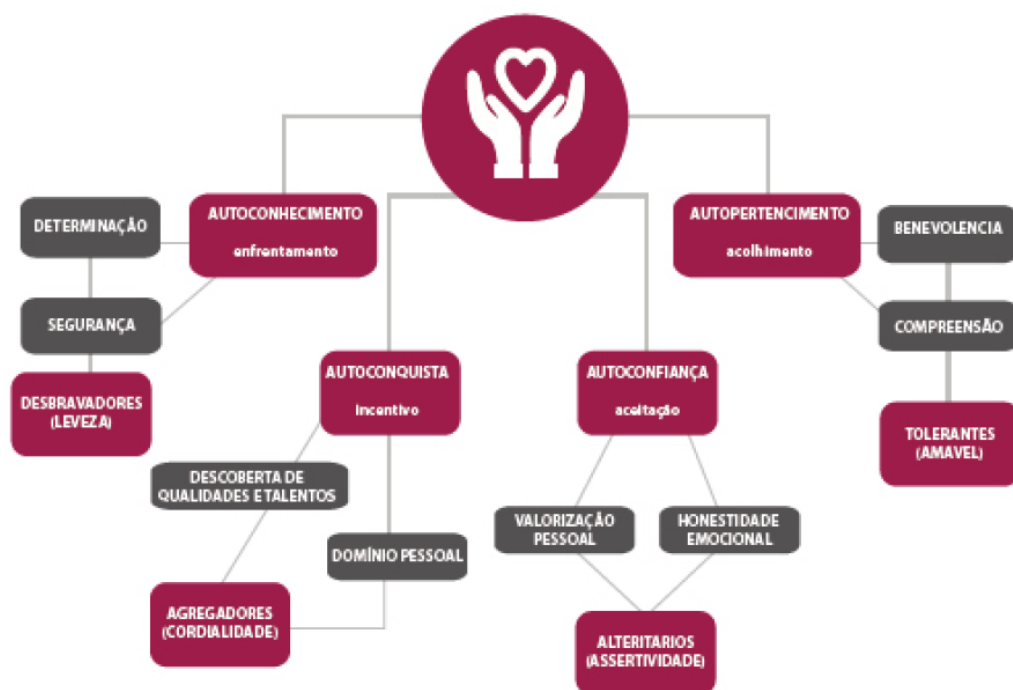 AUTOCONHECIMENTO
enfrentamento
AUTOPERTENCIMENTO
acolhimento
DETERMINAÇÃO
BENEVOLENCIA
SEGURANÇA
COMPREENSÃO
AUTOCONQUISTA
incentivo
AUTOCONFIANÇA
aceitação
DESBRAVADORES
(LEVEZA)
TOLERANTES
(AMAVEL)
DESCOBERTA DE
QUALIDADES E TALENTOS
VALORIZAÇÃO
PESSOAL
HONESTIDADE
EMOCIONAL
DOMÍNIO PESSOAL
AGREGADORES
(CORDIALIDADE)
ALTERITARIOS
(ASSERTIVIDADE)